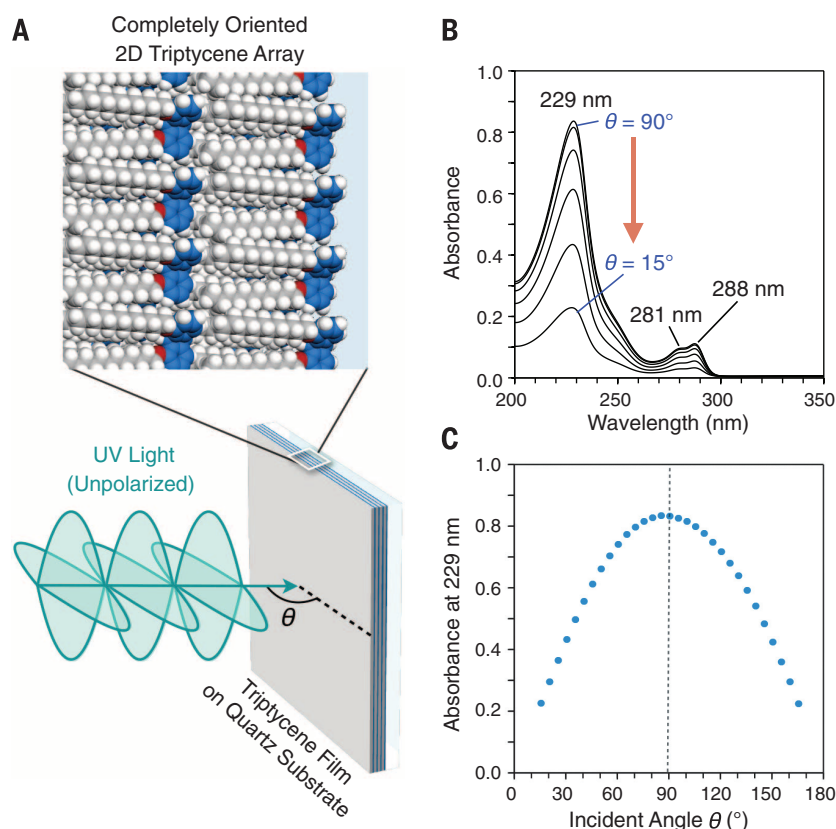 A
Completely Oriented
2D Triptycene Array
UV Light
(Unpolarized)
θ
Triptycene Film
on Quartz Substrate
B
1.0
0.8
0.6
0.4
0.2
0.0
Absorbance
229 nm
θ = 90°
θ = 15°
281 nm
288 nm
200
250
300
350
Wavelength (nm)
C
1.0
0.8
0.6
0.4
0.2
0.0
Absorbance at 229 nm
0
30
60
90
120
150
180
Incident Angle θ (°)